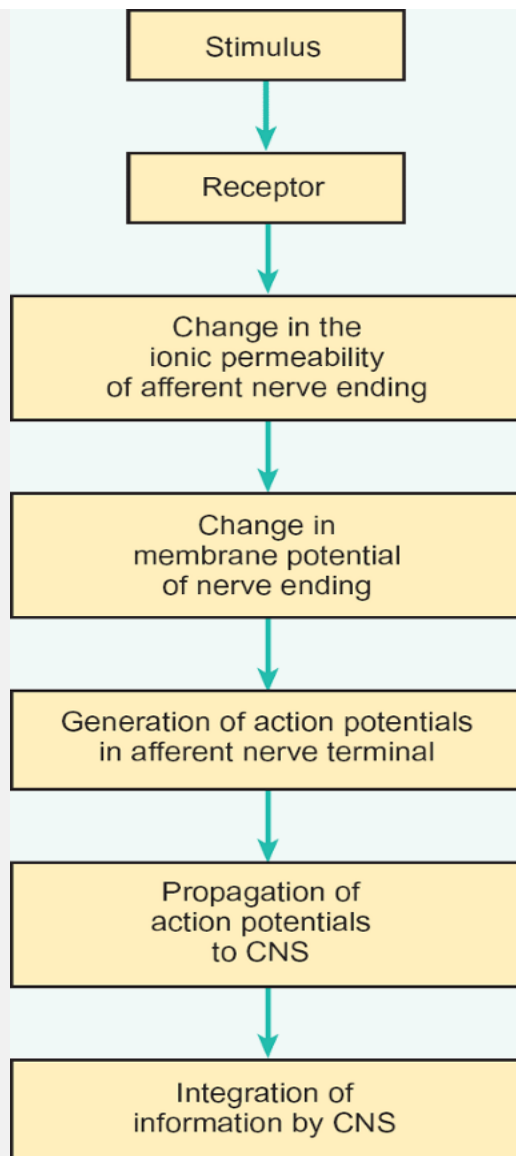 Stimulus
Receptor
Change in the
ionic permeability
of afferent nerve ending
Change in
membrane potential
of nerve ending
Generation of action potentials
in afferent nerve terminal
Propagation of
action potentials
to CNS
Integration of
information by CNS